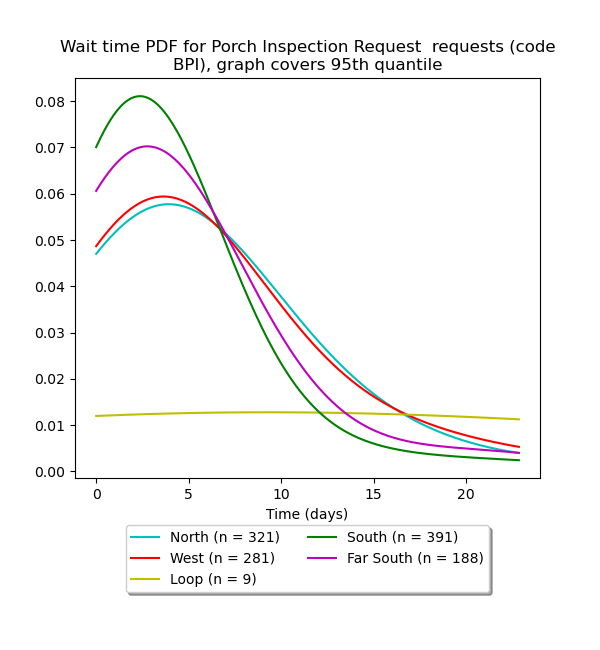 Wait time PDF for Porch Inspection Request  requests (code
BPI), graph covers 95th quantile
0.08
0.07
0.06
0.05
0.04
0.03
0.02
0.01
0.00
0 5 10 15 20
Time (days)
North (n = 321) South (n = 391)
West (n = 281) Far South (n = 188)
Loop (n = 9)